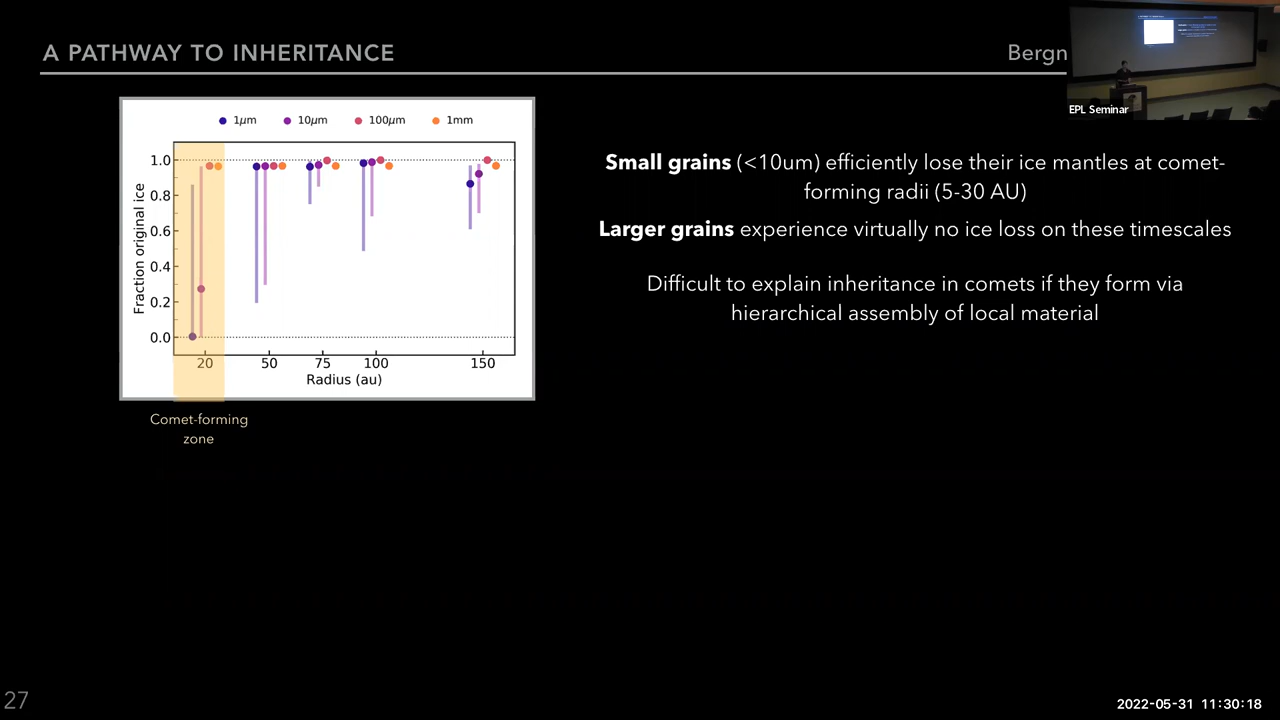 A PATHWAY TO INHERITANCE
Bergn
EPL Seminar
1μm 10μm 100μm 1mm
1.0
0.8
0.6
0.4
0.2
0.0
Fraction original ice
20 50 75 100 150
Radius (au)
Comet-forming
zone
Small grains (<10um) efficiently lose their ice mantles at comet-
forming radii (5-30 AU)
Larger grains experience virtually no ice loss on these timescales
Difficult to explain inheritance in comets if they form via
hierarchical assembly of local material
27
2022-05-31 11:30:18